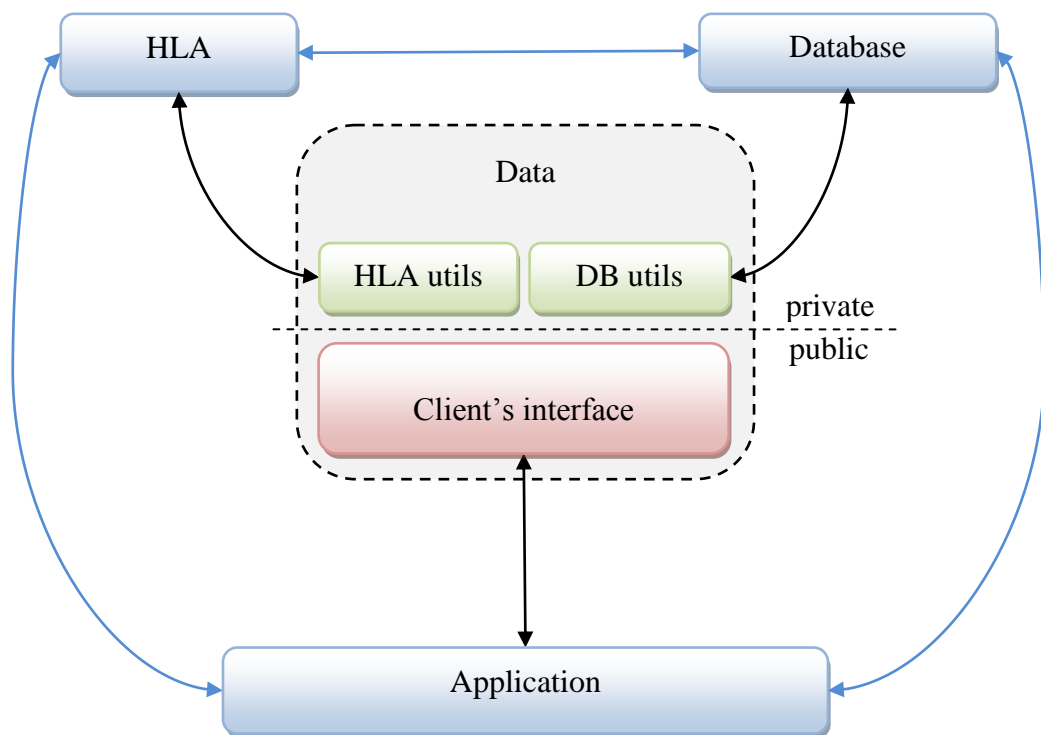 HLA
Database
Data
HLA utils
DB utils
private
public
Client’s interface
Application